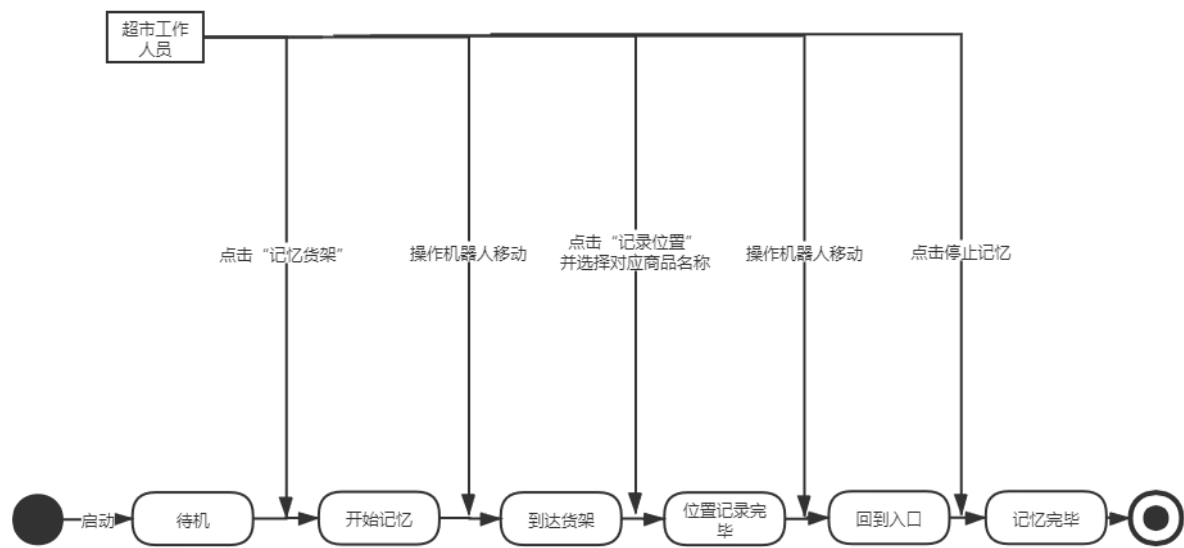 超市工作
人员
点击“记忆货架”
操作机器人移动
点击“记录位置”
并选择对应商品名称
操作机器人移动
点击停止记忆
启动
待机
开始记忆
到达货架
位置记录完
毕
回到入口
记忆完毕